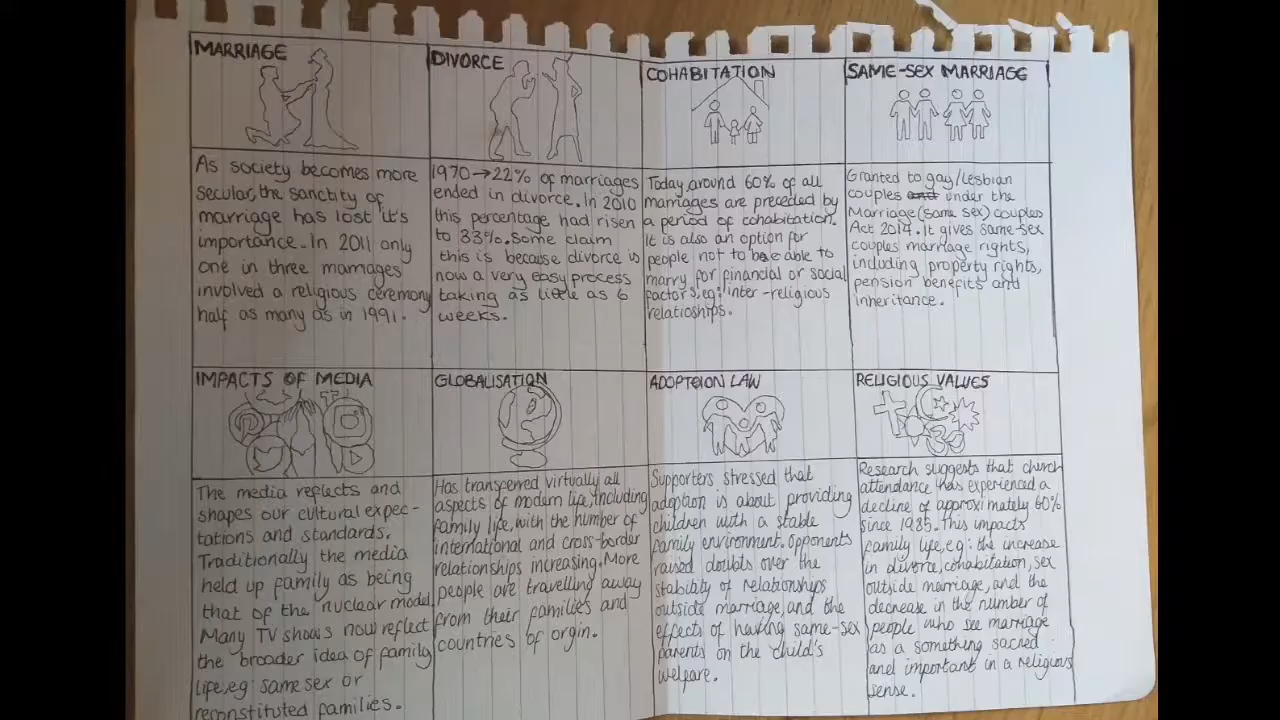 MARRIAGE
As society becomes more
secular, the sanctity of
marriage has lost it's
importance. In 2011 only
one in three marriages
involved a religious ceremony
half as many as in 1991.
DIVORCE
1970→22% of marriages
ended in divorce. In 2010
this percentage had risen
to 33%. Some claim
this is because divorce is
now a very easy process
taking as little as 6
weeks.
COHABITATION
Today, around 60% of all
marriages are preceded by
a period of cohabitation.
It is also an option for
people not to be able to
marry for financial or social
factors, eg: inter-religious
relatioships.
SAME-SEX MARRIAGE
Granted to gay/lesbian
couples and under the
Marriage (same sex) couples
Act 2014. It gives same-sex
couples marriage rights,
including property rights,
pension benefits and
inheritance.
IMPACTS OF MEDIA
The media reflects and
shapes our cultural expec-
tations and standards.
Traditionally the media
held up family as being
that of the nuclear model.
Many TV shows now reflect
the broader idea of family
life, eg: same sex or
reconstituted families.
GLOBALISATION
Has transperred virtually all
aspects of modern life, including
family life, with the number of
international and cross-border
relationships increasing. More
people are travelling away
from their families and
countries of orgin.
ADOPTION LAW
Supporters stressed that
adoption is about providing
children with a stable
family environment. Opponents
raised doubts over the
stability of relationships
outside marriage, and the
effects of having same-sex
parents on the child's
welfare.
RELIGIOUS VALUES
Research suggests that church
attendance has experienced a
decline of approximately 60%
since 1985. This impacts
family life, eg: the increase
in divorce, cohabitation, sex
outside marriage, and the
decrease in the number of
people who see marriage
as a something sacred
and important in a religious
sense.